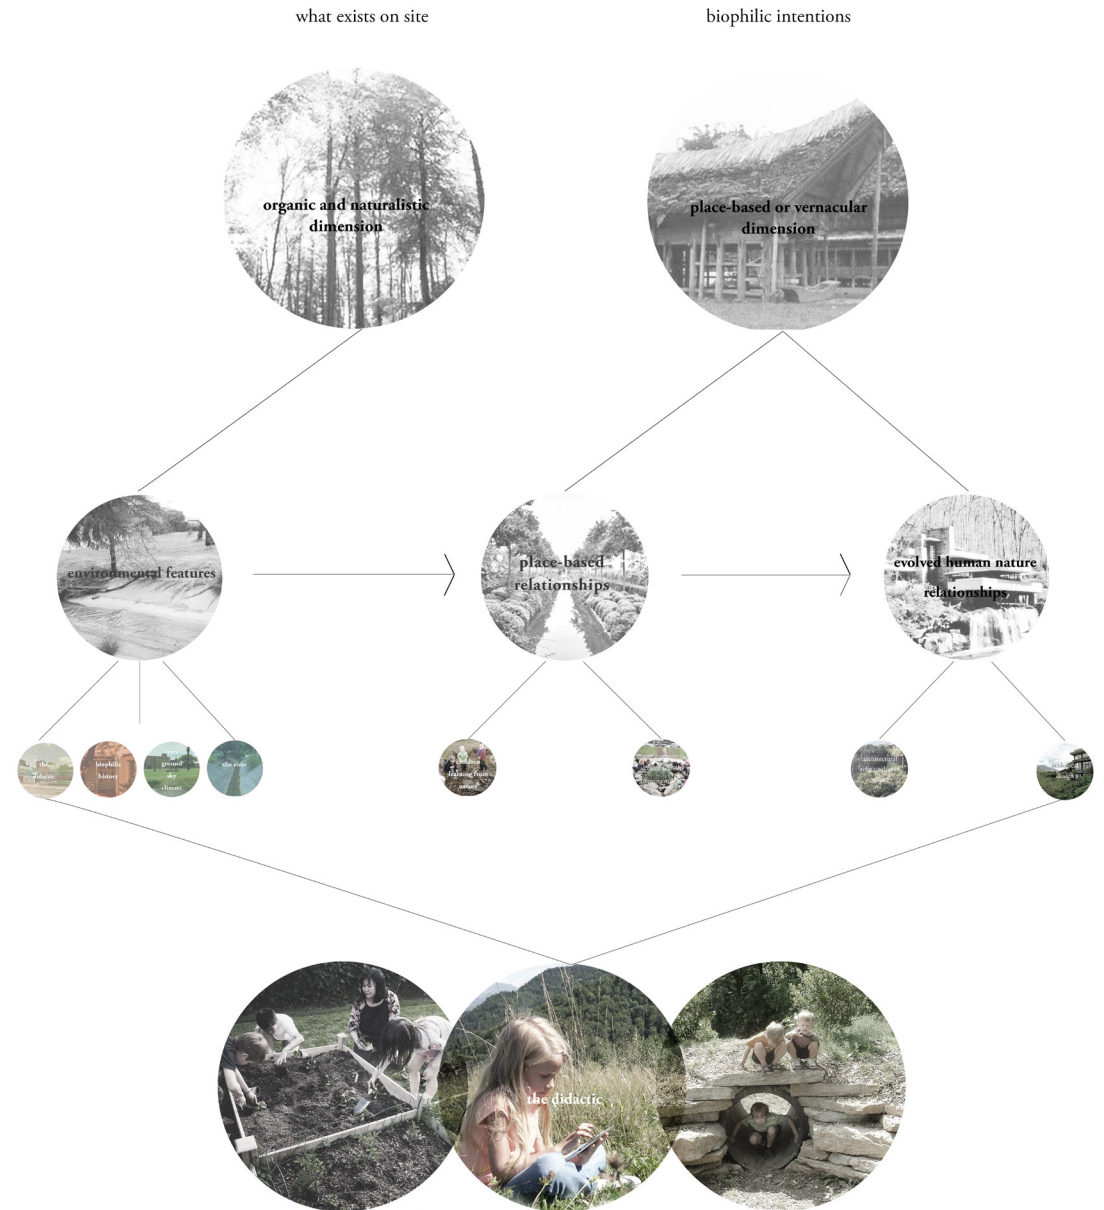 what exists on site
biophilic intentions
organic and naturalistic
dimension
place-based or vernacular
dimension
environmental features
place-based
relationships
evolved human nature
relationships
the
didactic
biophilic
history
ground
sky
climate
the river
learning from
nature
architectural
the didactic